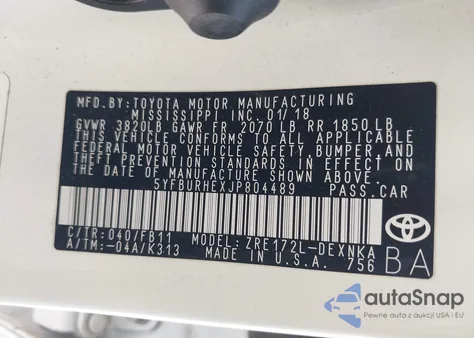 MFD.BY:TOYOTA MOTOR MANUFACTURING
MISSISSIPPI INC. 01/18
GVWR 3820LB GAWR FR 2070 LB RR 1850 LB
THIS VEHICLE CONFORMS TO ALL APPLICABLE
FEDERAL MOTOR VEHICLE SAFETY, BUMPER, AND
THEFT PREVENTION STANDARDS IN EFFECT ON
THE DATE OF MANUFACTURE SHOWN ABOVE.
5YFBURHEXJP804489 PASS.CAR
C/TR:040/FB11 MODEL: ZRE172L-DEXNKA
A/TM:-04A/K313 MADE IN U.S.A. 756
TOYOTA
BA
autoSnap
Pewne auta z aukcji USA i EU